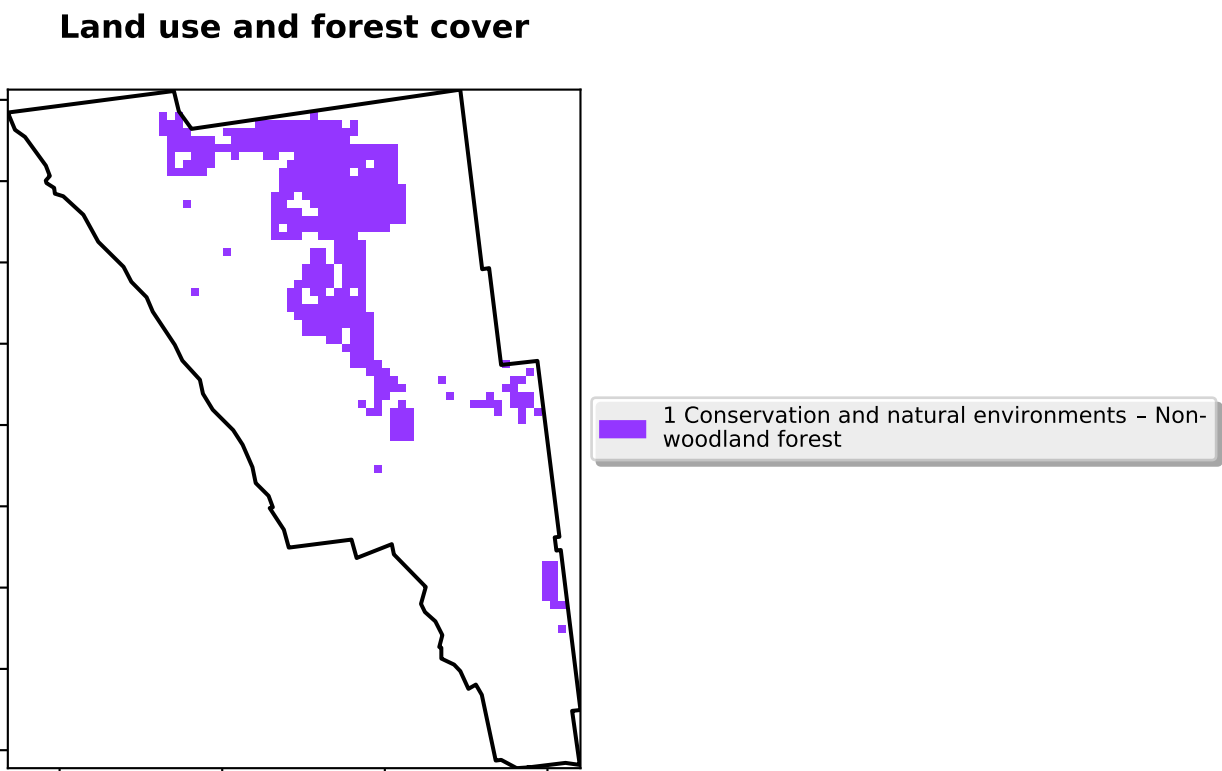 Land use and forest cover
1 Conservation and natural environments – Non-
woodland forest